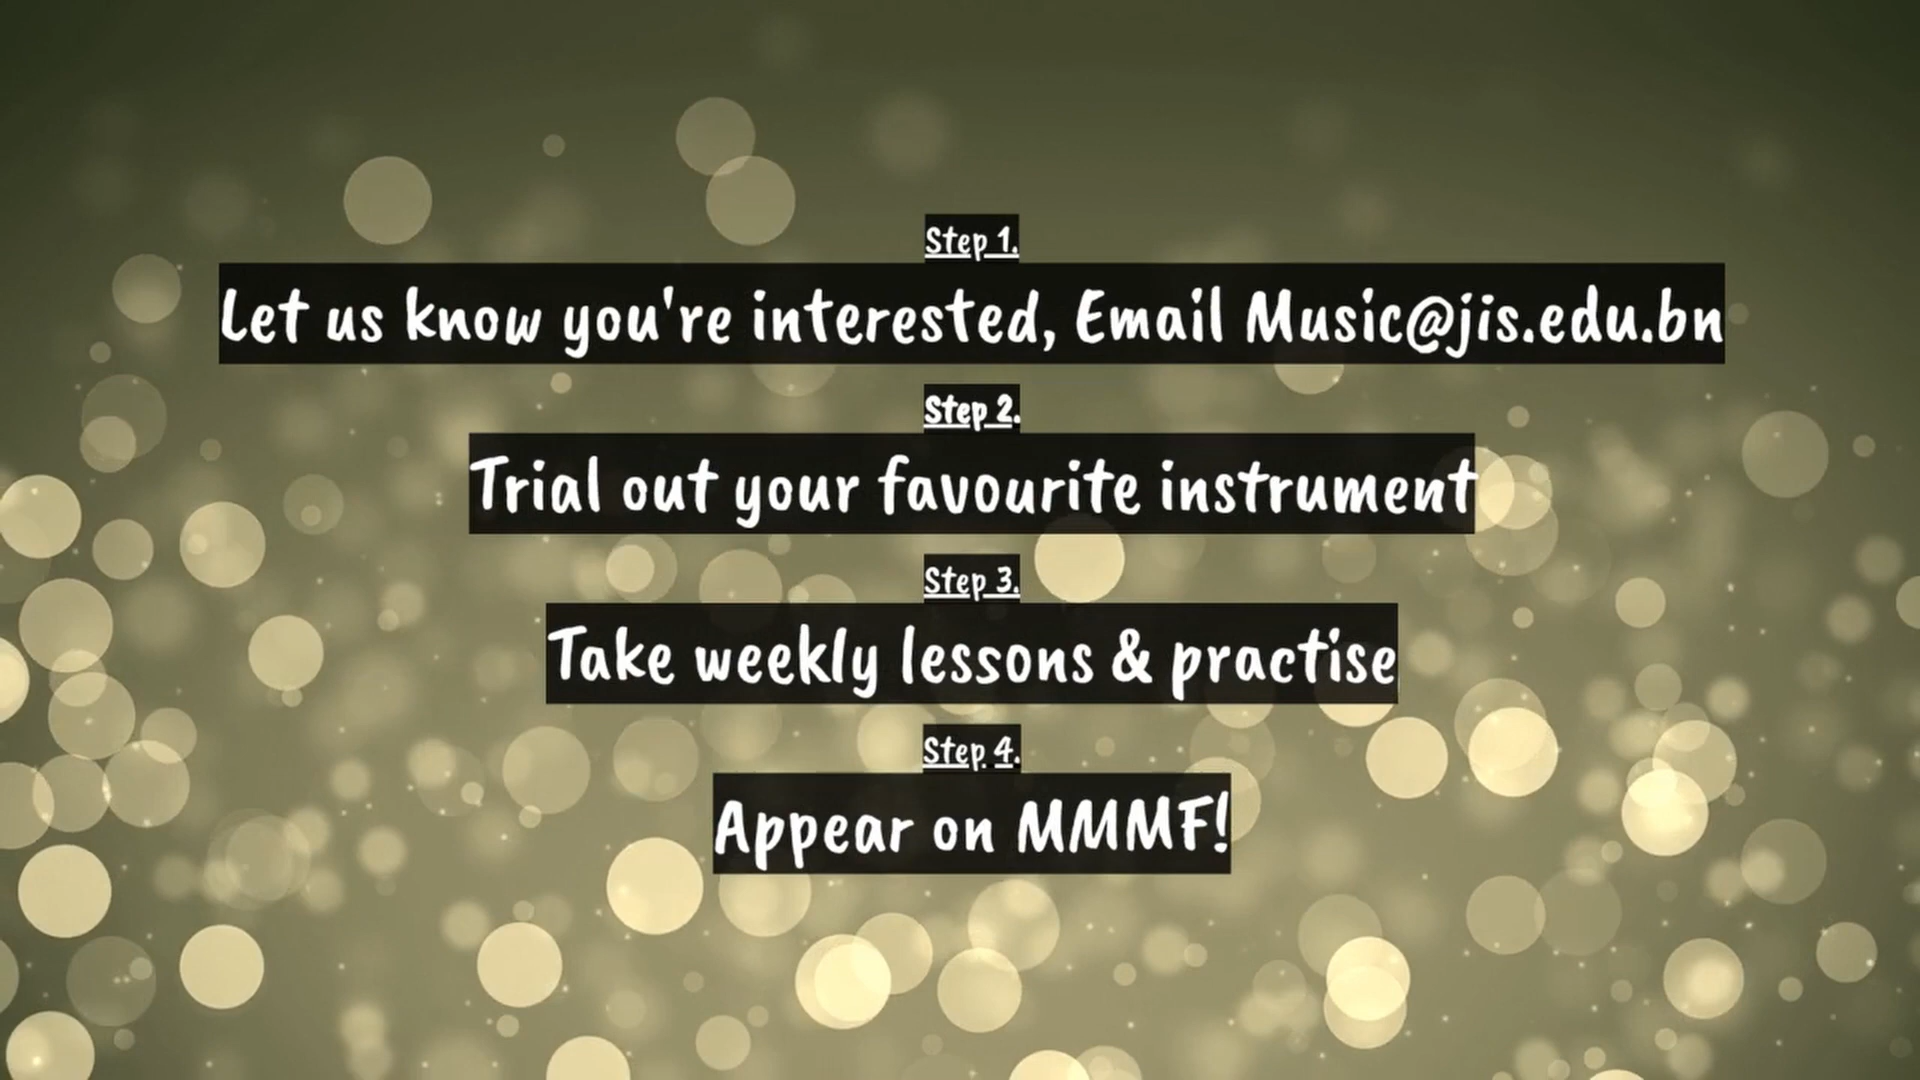 Step 1.
Let us know you're interested, Email Music@jis.edu.bn
Step 2.
Trial out your favourite instrument
Step 3.
Take weekly lessons & practise
Step 4.
Appear on MMMF!